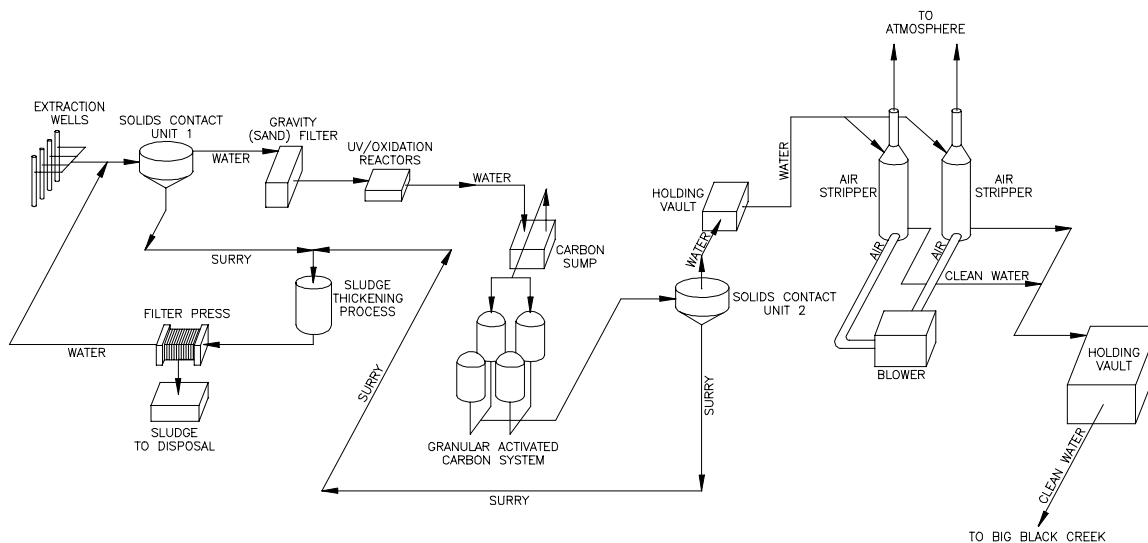 TO
ATMOSPHERE
EXTRACTION
WELLS
SOLIDS CONTACT
UNIT 1
WATER
GRAVITY
(SAND) FILTER
UV/OXIDATION
REACTORS
WATER
CARBON
SUMP
HOLDING
VAULT
WATER
WATER
AIR
STRIPPER
AIR
STRIPPER
AIR
AIR
CLEAN WATER
BLOWER
SURRY
SLUDGE
THICKENING
PROCESS
FILTER PRESS
WATER
SLUDGE
TO DISPOSAL
SURRY
SOLIDS CONTACT
UNIT 2
SURRY
GRANULAR ACTIVATED
CARBON SYSTEM
SURRY
HOLDING
VAULT
CLEAN WATER
TO BIG BLACK CREEK